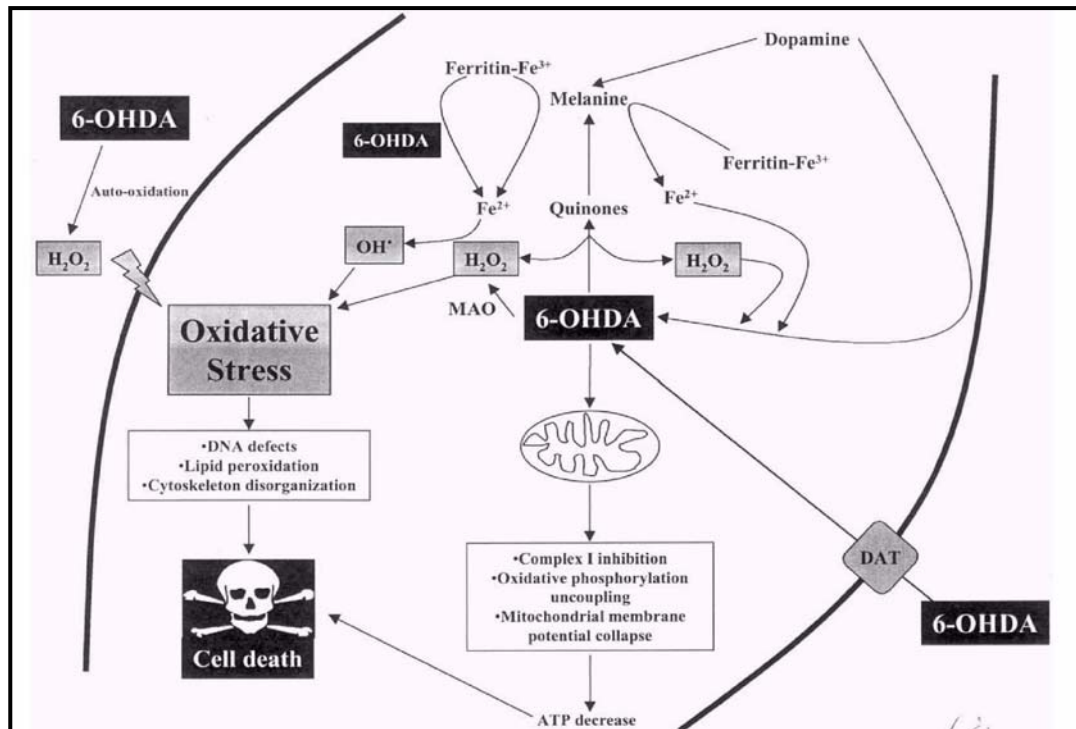 Dopamine
Ferritin-Fe³⁺
Melanine
6-OHDA
6-OHDA
Ferritin-Fe³⁺
Auto-oxidation
Fe²⁺
Quinones
Fe²⁺
OH•
H₂O₂
H₂O₂
H₂O₂
MAO
6-OHDA
Oxidative
Stress
•DNA defects
•Lipid peroxidation
•Cytoskeleton disorganization
•Complex I inhibition
•Oxidative phosphorylation
uncoupling
•Mitochondrial membrane
potential collapse
DAT
6-OHDA
Cell death
ATP decrease